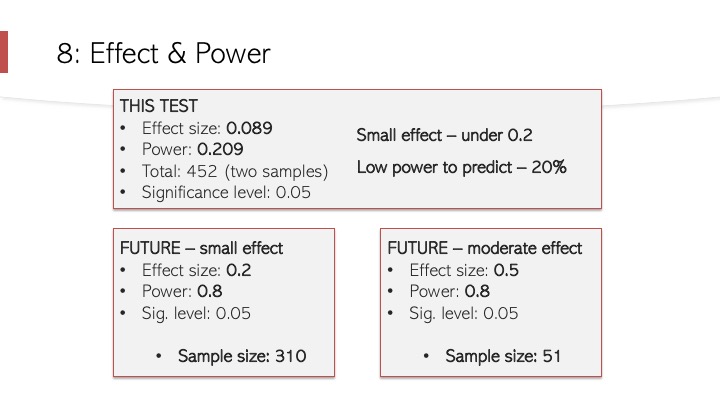 8: Effect & Power
THIS TEST
• Effect size: 0.089
• Power: 0.209
• Total: 452 (two samples)
• Significance level: 0.05
Small effect – under 0.2
Low power to predict – 20%
FUTURE – small effect
• Effect size: 0.2
• Power: 0.8
• Sig. level: 0.05
• Sample size: 310
FUTURE – moderate effect
• Effect size: 0.5
• Power: 0.8
• Sig. level: 0.05
• Sample size: 51